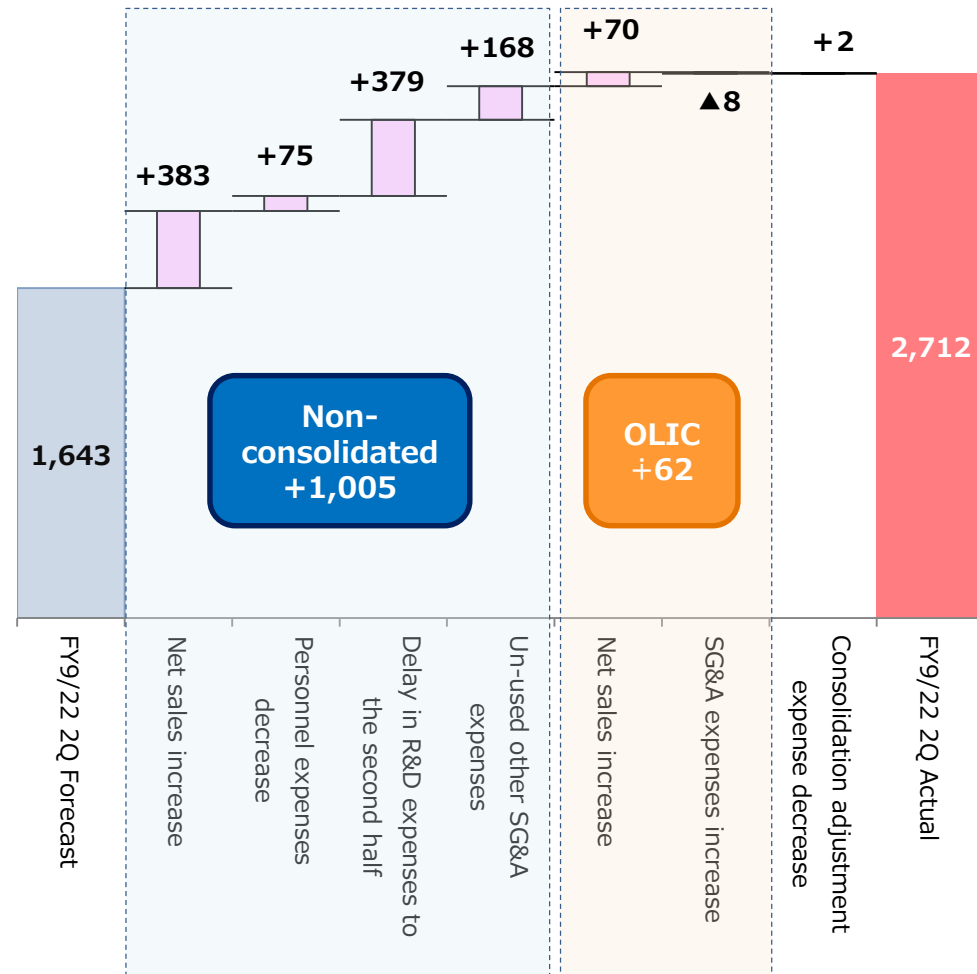 +383
+75
+379
+168
+70
▲8
+2
1,643
Non-
consolidated
+1,005
OLIC
+62
2,712
FY9/22 2Q Forecast
Net sales increase
Personnel expenses
decrease
Delay in R&D expenses to
the second half
Un-used other SG&A
expenses
Net sales increase
SG&A expenses increase
Consolidation adjustment
expense decrease
FY9/22 2Q Actual